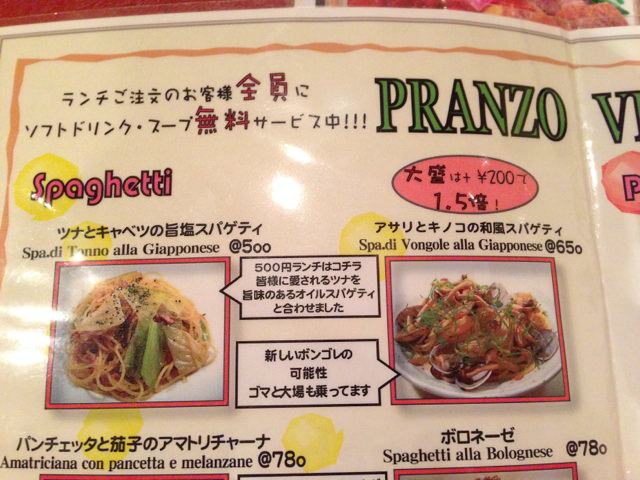 ランチご注文のお客様全員に
ソフトドリンク・スープ無料サービス中!!!
PRANZO
Spaghetti
大盛は+¥200で
1.5倍!
ツナとキャベツの旨塩スパゲティ
Spa.di Tonno alla Giapponese @500
アサリとキノコの和風スパゲティ
Spa.di Vongole alla Giapponese @650
500円ランチはコチラ
皆様に愛されるツナを
旨味のあるオイルスパゲティ
と合わせました
新しいボンゴレの
可能性
ゴマと大場も乗ってます
パンチェッタと茄子のアマトリチャーナ
Amatriciana con pancetta e melanzane @780
ボロネーゼ
Spaghetti alla Bolognese @780